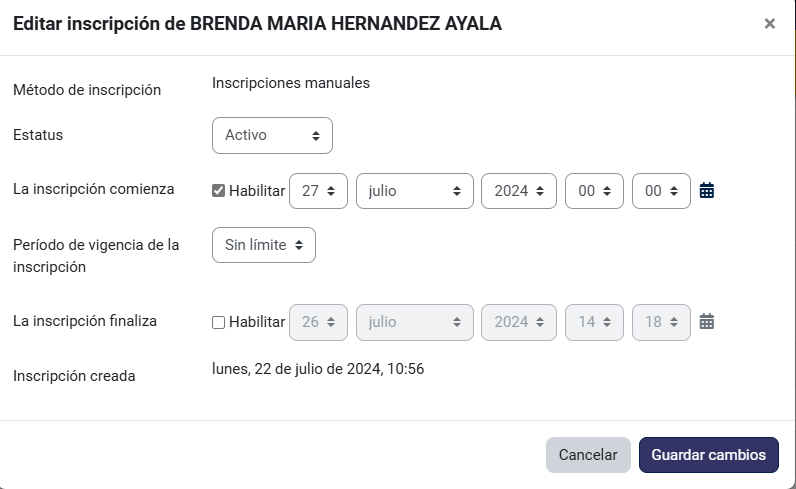 Editar inscripción de BRENDA MARIA HERNANDEZ AYALA ×
Método de inscripción Inscripciones manuales
Estatus Activo
La inscripción comienza Habilitar 27 julio 2024 00 00
Período de vigencia de la inscripción Sin límite
La inscripción finaliza Habilitar 26 julio 2024 14 18
Inscripción creada lunes, 22 de julio de 2024, 10:56
Cancelar Guardar cambios